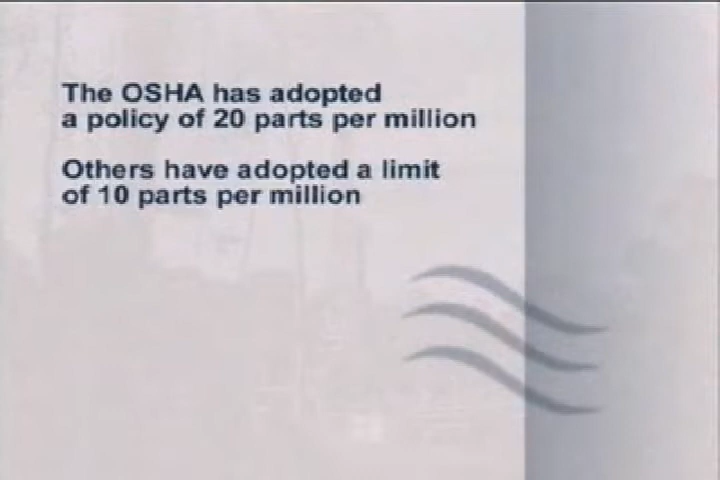 The OSHA has adopted
a policy of 20 parts per million
Others have adopted a limit
of 10 parts per million